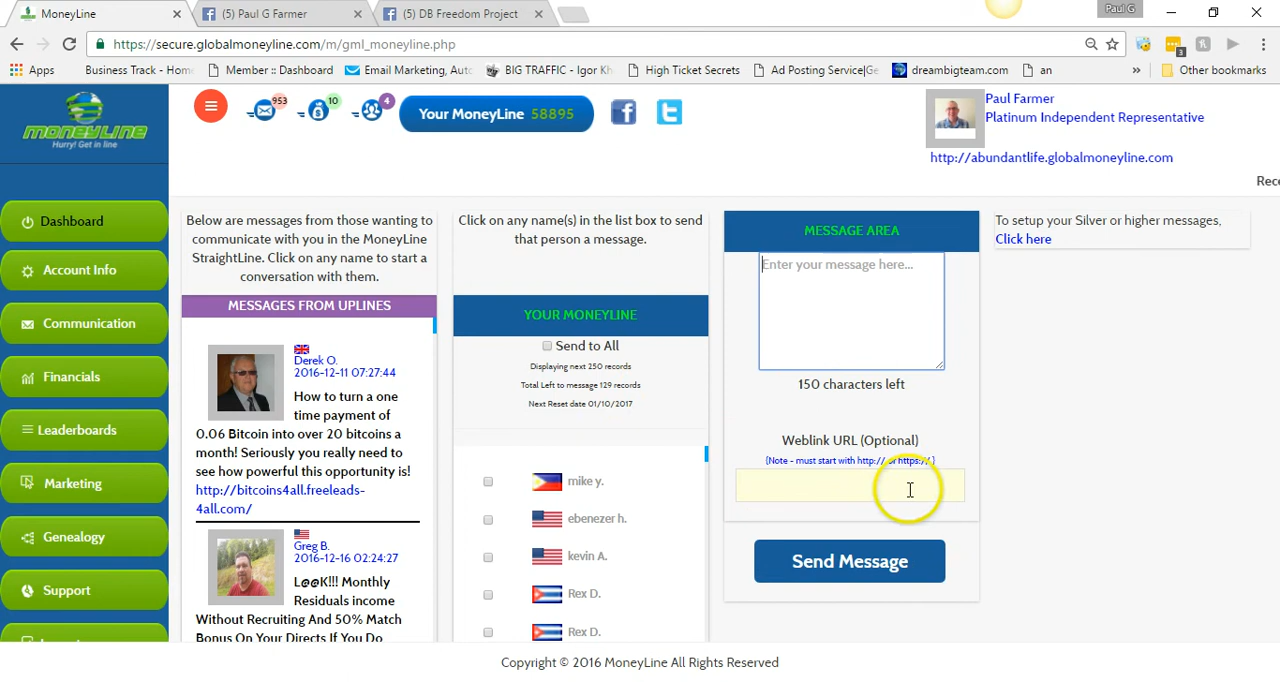 MoneyLine
(5) Paul G Farmer
(5) DB Freedom Project
Paul G
https://secure.globalmoneyline.com/m/gml_moneyline.php
3
Apps
Business Track - Hom
Member :: Dashboard
Email Marketing, Aut
BIG TRAFFIC - Igor Kh
High Ticket Secrets
Ad Posting Service|Ge
dreambigteam.com
an
»
Other bookmarks
MONEYLINE
Hurry! Get in line
953
10
4
Your MoneyLine 58895
Paul Farmer
Platinum Independent Representative
http://abundantlife.globalmoneyline.com
Rece
Dashboard
Account Info
Communication
Financials
Leaderboards
Marketing
Genealogy
Support
Below are messages from those wanting to
communicate with you in the MoneyLine
StraightLine. Click on any name to start a
conversation with them.
MESSAGES FROM UPLINES
Derek O.
2016-12-11 07:27:44
How to turn a one
time payment of
0.06 Bitcoin into over 20 bitcoins a
month! Seriously you really need to
see how powerful this opportunity is!
http://bitcoins4all.freeleads-
4all.com/
Greg B.
2016-12-16 02:24:27
L@@K!!! Monthly
Residuals income
Without Recruiting And 50% Match
Bonus On Your Directs If You Do
Click on any name(s) in the list box to send
that person a message.
YOUR MONEYLINE
Send to All
Displaying next 250 records
Total Left to message 129 records
Next Reset date 01/10/2017
mike y.
ebenezer h.
kevin A.
Rex D.
Rex D.
MESSAGE AREA
Enter your message here...
150 characters left
Weblink URL (Optional)
(Note - must start with http:// or https://.)
Send Message
To setup your Silver or higher messages,
Click here
Copyright © 2016 MoneyLine All Rights Reserved